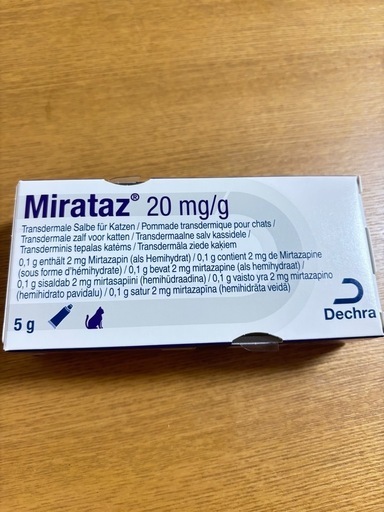 Mirataz® 20 mg/g
Transdermale Salbe für Katzen / Pommade transdermique pour chats /
Transdermale zalf voor katten / Transdermaalne salv kassidele /
Transderminis tepalas katėms / Transdermāla ziede kaķiem
0,1 g enthält 2 mg Mirtazapin (als Hemihydrat) / 0,1 g contient 2 mg de Mirtazapine
(sous forme d'hémihydrate) / 0,1 g bevat 2 mg mirtazapine (als hemihydraat) /
0,1 g sisaldab 2 mg mirtasapiini (hemihüdraadina) / 0,1 g vaisto yra 2 mg mirtazapino
(hemihidrato pavidalu) / 0,1 g satur 2 mg mirtazapīna (hemihidrāta veidā)
5 g
Dechra